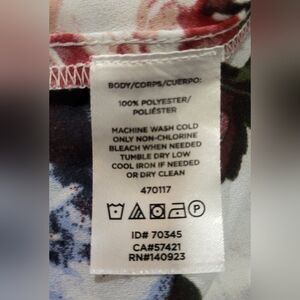 BODY/CORPS/CUERPO:
100% POLYESTER/
POLIÉSTER
MACHINE WASH COLD
ONLY NON-CHLORINE
BLEACH WHEN NEEDED
TUMBLE DRY LOW
COOL IRON IF NEEDED
OR DRY CLEAN
470117
P
ID# 70345
CA#57421
RN#140923